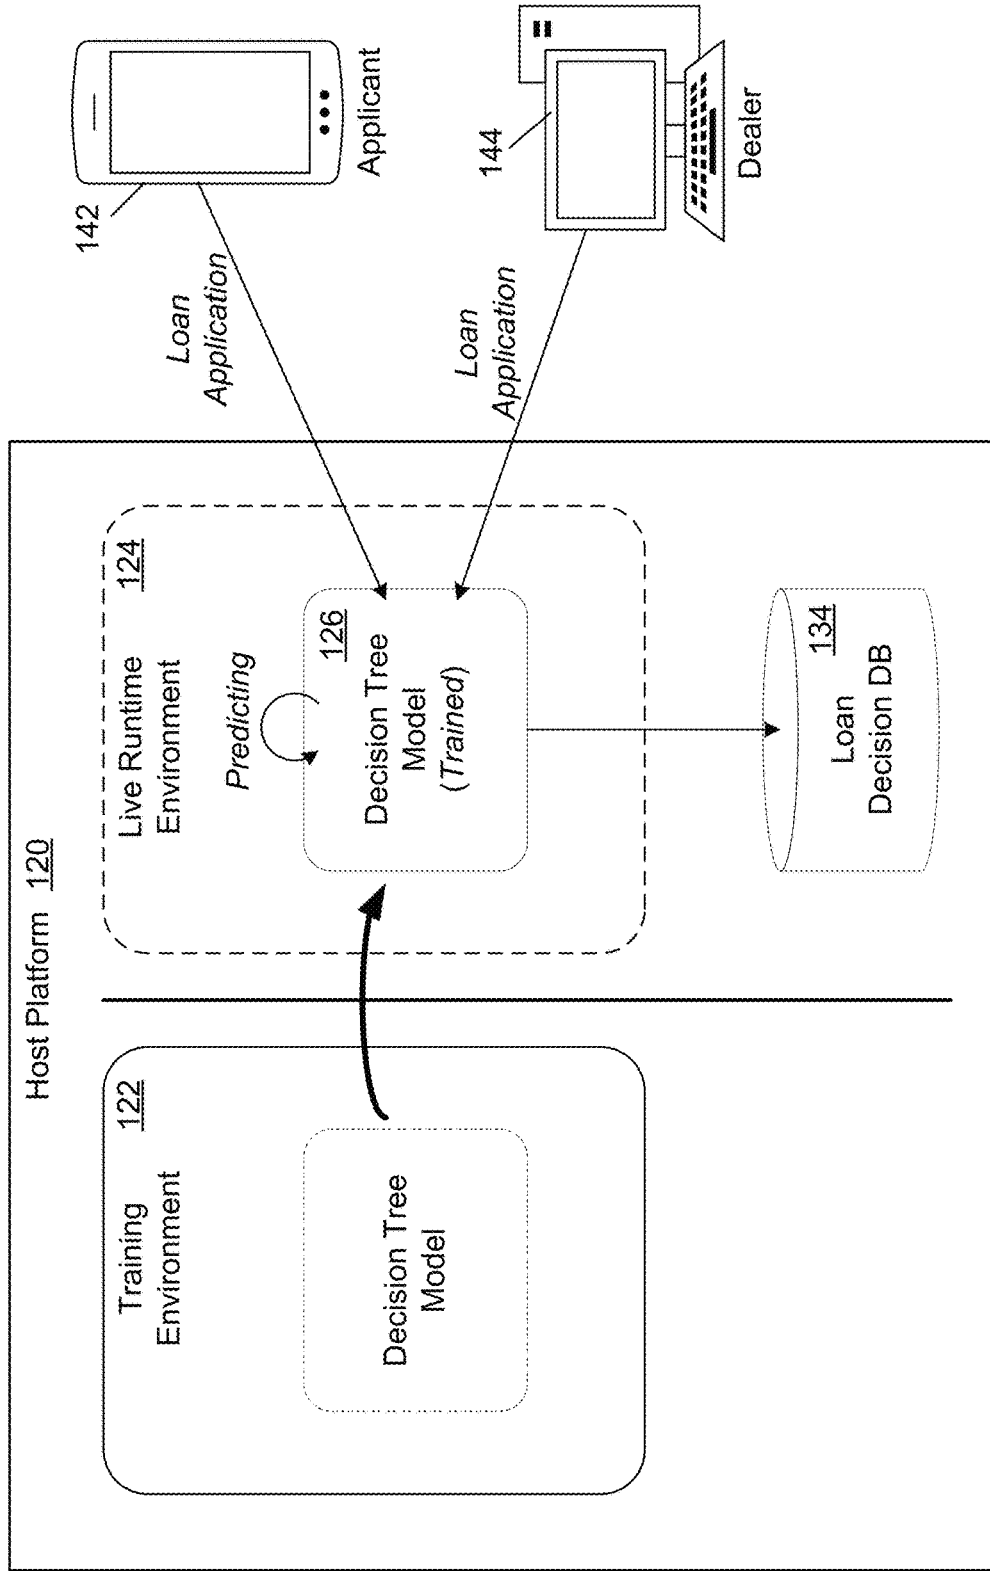 Host Platform 120
Training
Environment
122
Decision Tree
Model
Live Runtime
Environment
124
Predicting
126
Decision Tree
Model
(Trained)
134
Loan
Decision DB
Loan
Application
142
Applicant
Loan
Application
144
Dealer